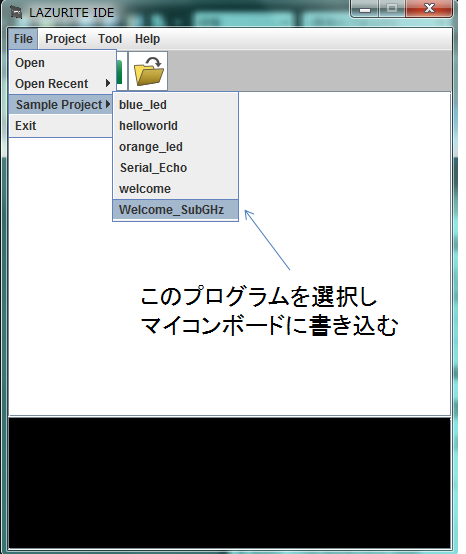 LAZURITE IDE
File Project Tool Help
Open
Open Recent
Sample Project
Exit
blue_led
helloworld
orange_led
Serial_Echo
welcome
Welcome_SubGHz
このプログラムを選択し
マイコンボードに書き込む